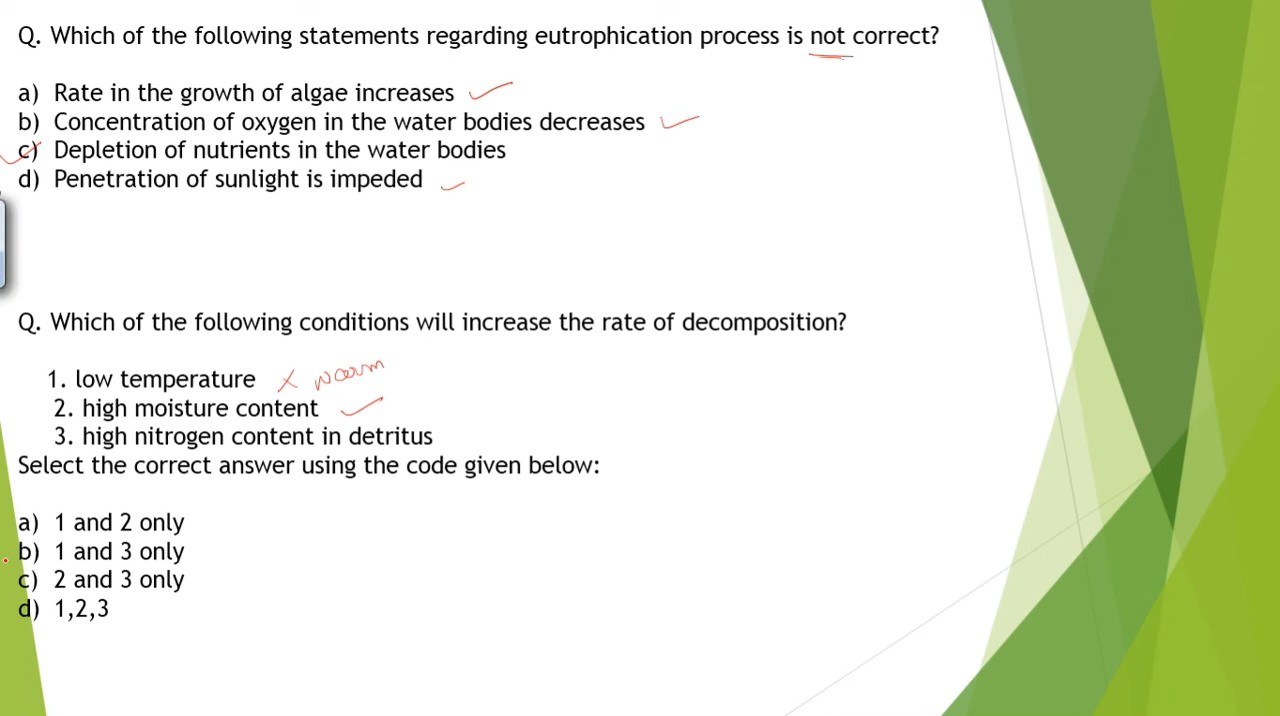 Q. Which of the following statements regarding eutrophication process is not correct?
a) Rate in the growth of algae increases
b) Concentration of oxygen in the water bodies decreases
c) Depletion of nutrients in the water bodies
d) Penetration of sunlight is impeded
Q. Which of the following conditions will increase the rate of decomposition?
1. low temperature x warm
2. high moisture content
3. high nitrogen content in detritus
Select the correct answer using the code given below:
a) 1 and 2 only
b) 1 and 3 only
c) 2 and 3 only
d) 1,2,3